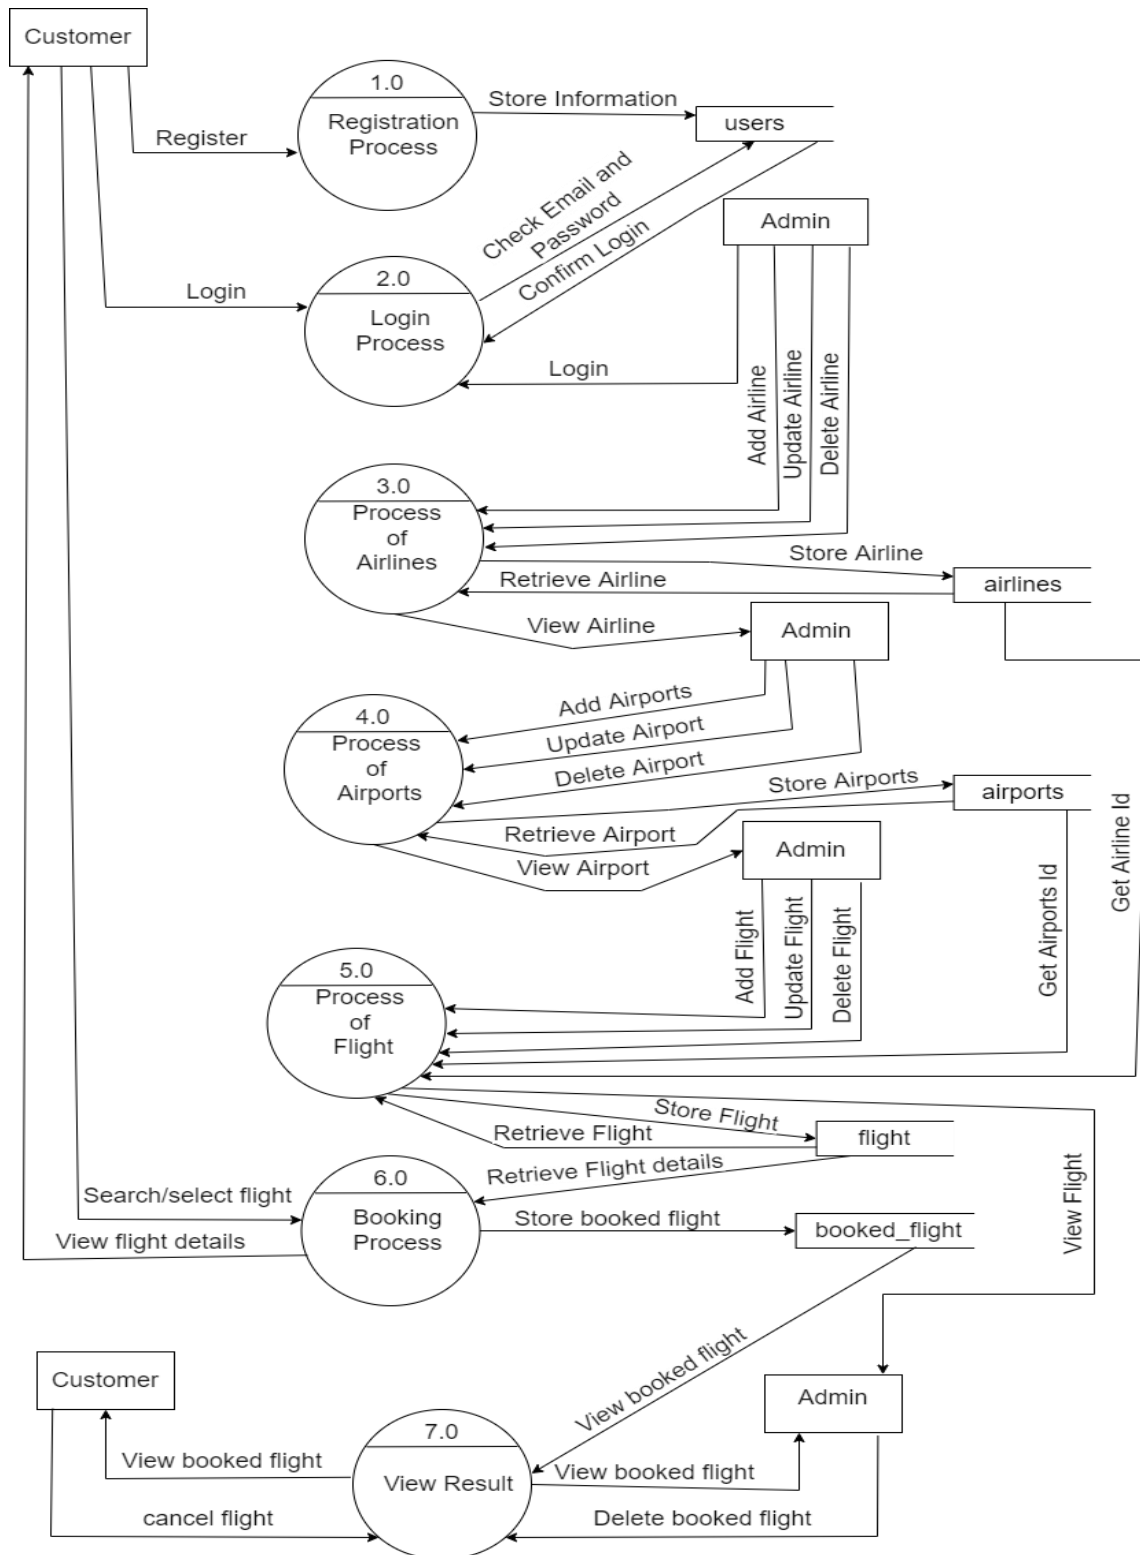 Customer
1.0
Registration
Process
Store Information
users
Register
Check Email and
Password
Confirm Login
Admin
2.0
Login
Process
Login
Login
Add Airline
Update Airline
Delete Airline
3.0
Process
of
Airlines
Store Airline
Retrieve Airline
airlines
View Airline
Admin
Add Airports
4.0
Process
of
Airports
Update Airport
Delete Airport
Store Airports
airports
Retrieve Airport
View Airport
Admin
Get Airline Id
Get Airports Id
Add Flight
Update Flight
Delete Flight
5.0
Process
of
Flight
Store Flight
Retrieve Flight
flight
Retrieve Flight details
View Flight
6.0
Booking
Process
Search/select flight
View flight details
Store booked flight
booked_flight
View booked flight
Customer
Admin
7.0
View Result
View booked flight
View booked flight
cancel flight
Delete booked flight